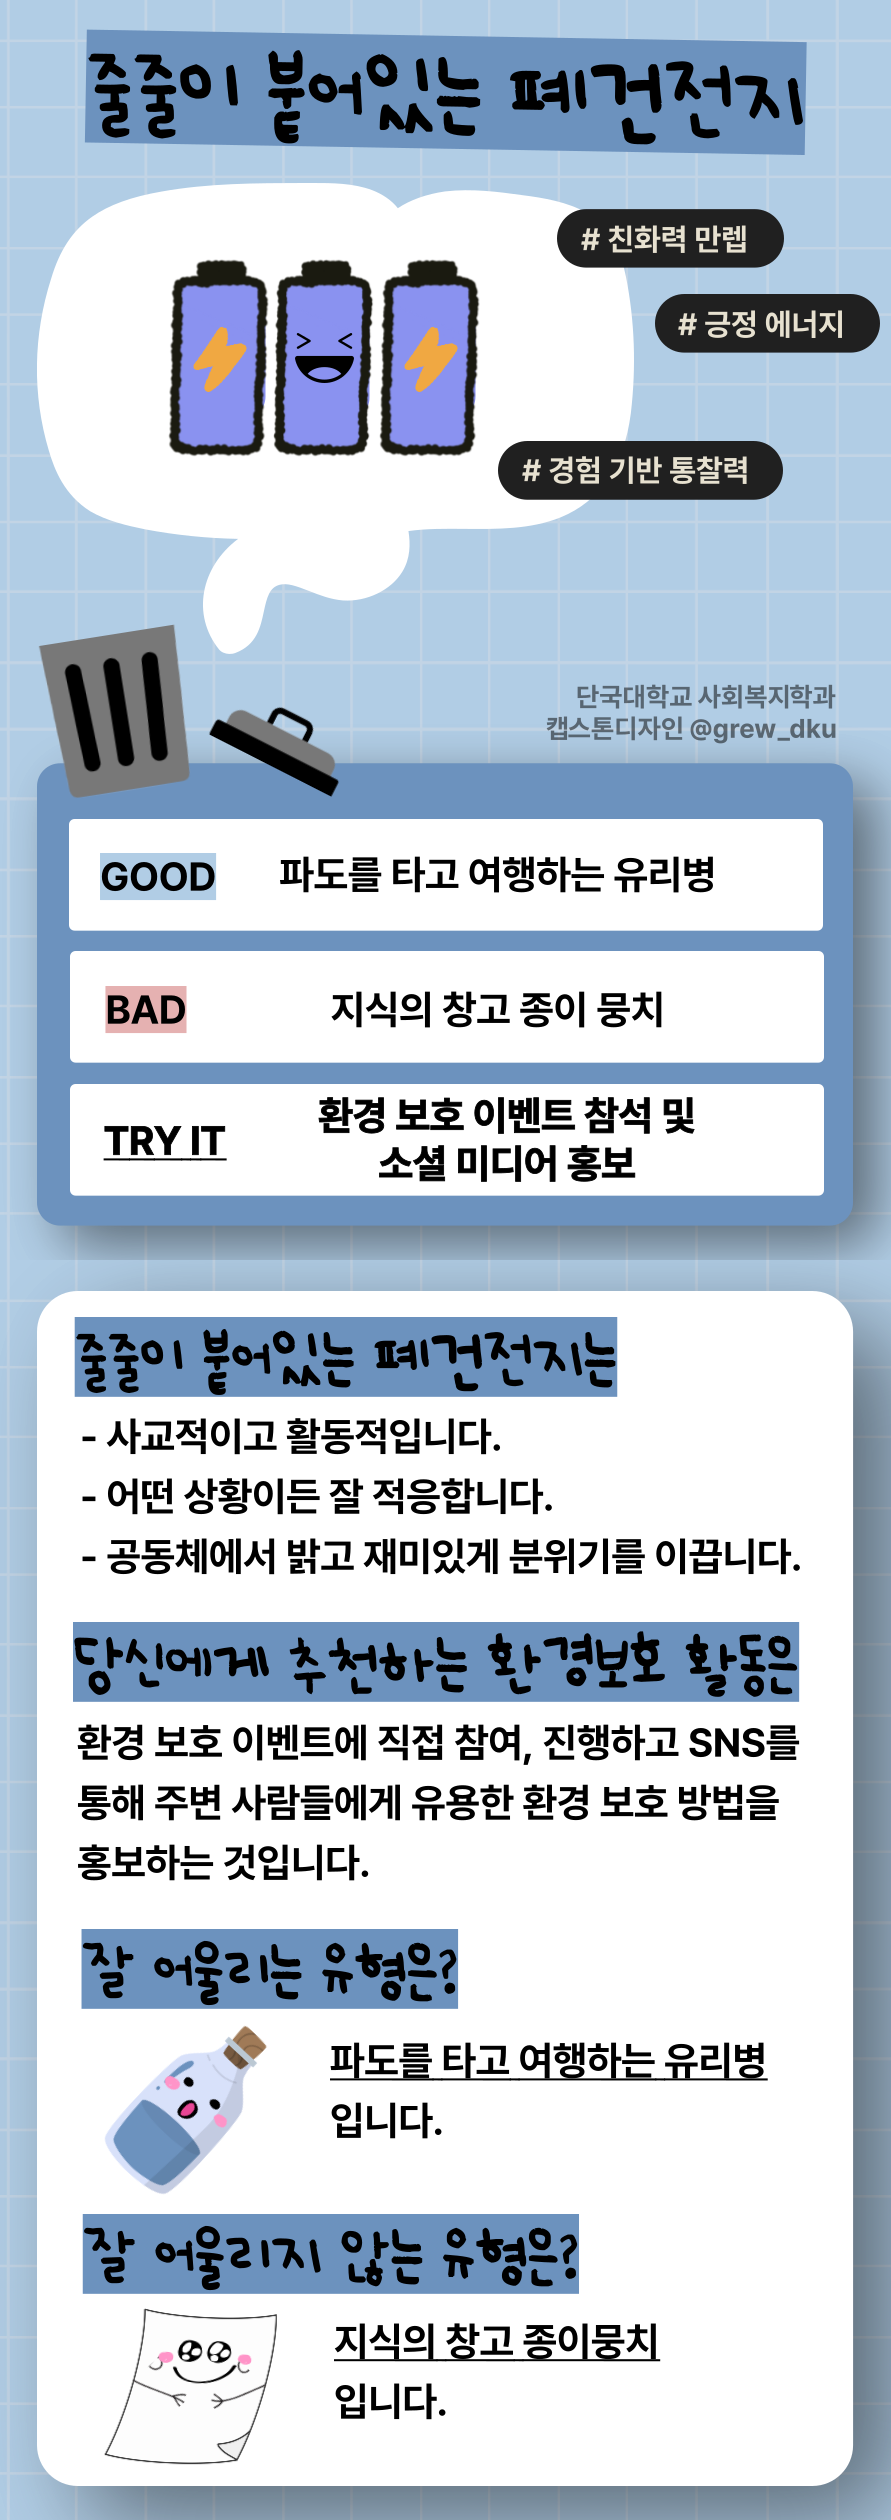 줄줄이 붙어있는 폐건전지
# 친화력 만렙
# 긍정 에너지
# 경험 기반 통찰력
단국대학교 사회복지학과
캡스톤디자인 @grew_dku
GOOD 파도를 타고 여행하는 유리병
BAD 지식의 창고 종이 뭉치
TRY IT 환경 보호 이벤트 참석 및
소셜 미디어 홍보
줄줄이 붙어있는 폐건전지는
- 사교적이고 활동적입니다.
- 어떤 상황이든 잘 적응합니다.
- 공동체에서 밝고 재미있게 분위기를 이끕니다.
당신에게 추천하는 환경보호 활동은
환경 보호 이벤트에 직접 참여, 진행하고 SNS를
통해 주변 사람들에게 유용한 환경 보호 방법을
홍보하는 것입니다.
잘 어울리는 유형은?
파도를 타고 여행하는 유리병
입니다.
잘 어울리지 않는 유형은?
지식의 창고 종이뭉치
입니다.